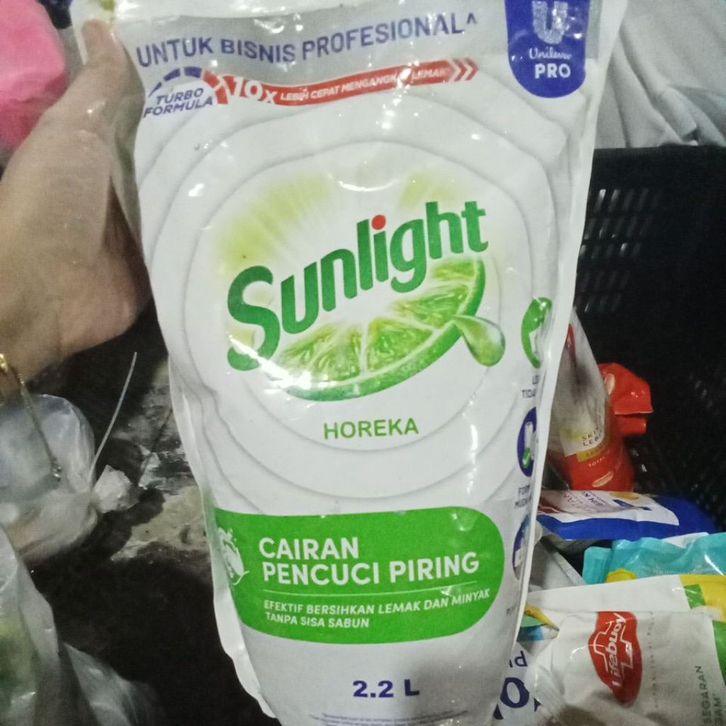 UNTUK BISNIS PROFESIONAL^
Unilever
PRO
TURBO
FORMULA
10X LEBIH CEPAT MENGANGKAT LEMAK
Sunlight
HOREKA
CAIRAN
PENCUCI PIRING
EFEKTIF BERSIHKAN LEMAK DAN MINYAK
TANPA SISA SABUN
2.2 L
Lifebuoy